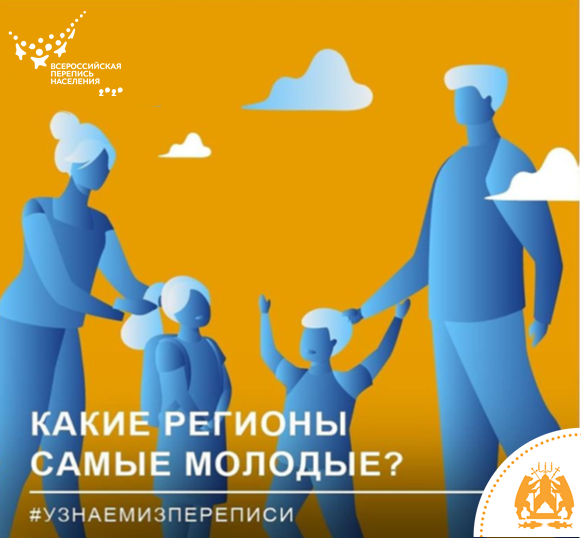 ВСЕРОССИЙСКАЯ
ПЕРЕПИСЬ
НАСЕЛЕНИЯ
2020
КАКИЕ РЕГИОНЫ
САМЫЕ МОЛОДЫЕ?
#УЗНАЕМИЗПЕРЕПИСИ